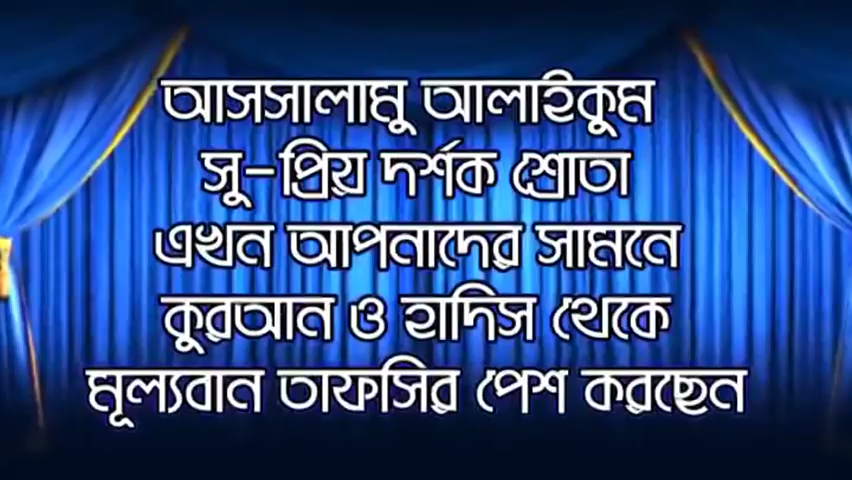 আসসালামু আলাইকুম
সু-প্রিয় দর্শক শ্রোতা
এখন আপনাদের সামনে
কুরআন ও হাদিস থেকে
মূল্যবান তাফসির পেশ করছেন